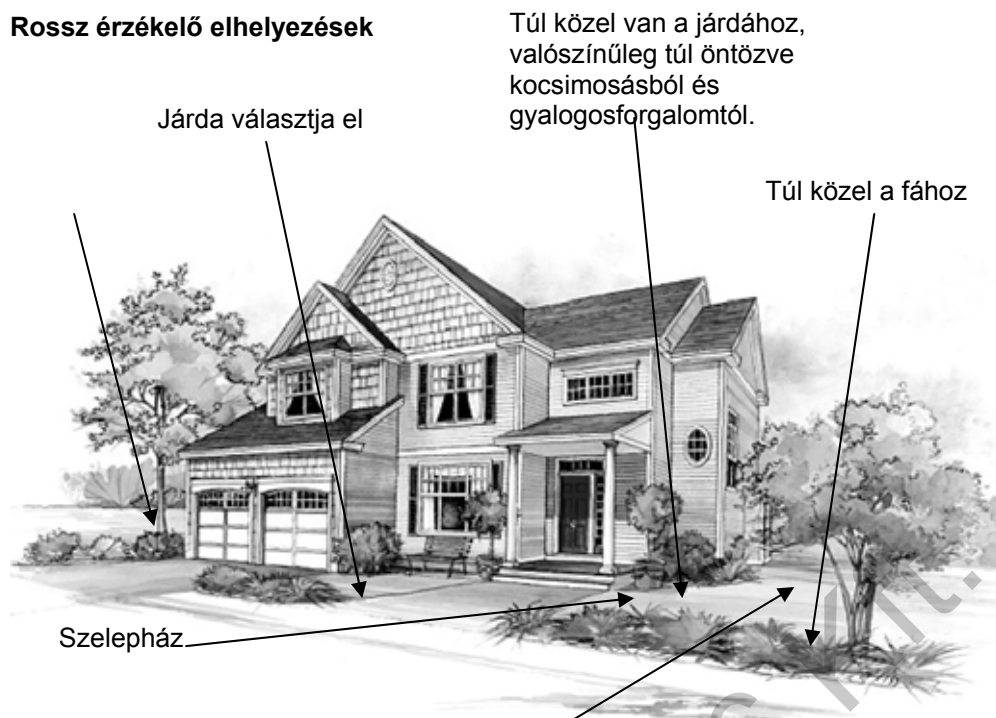 Rossz érzékelő elhelyezések
Túl közel van a járdához,
valószínűleg túl öntözve
kocsimosásból és
gyalogosforgalomtól.
Járda választja el
Túl közel a fához
Szelepház